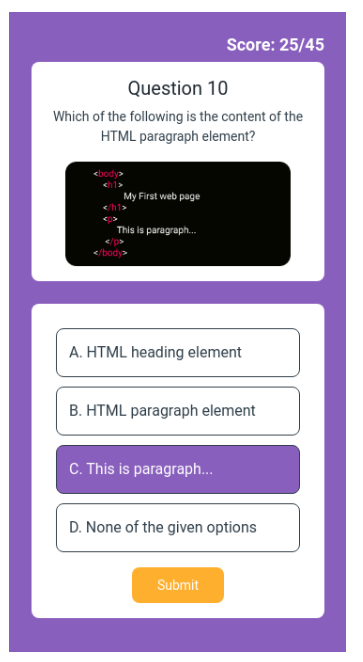 Score: 25/45
Question 10
Which of the following is the content of the
HTML paragraph element?
<body>
<h1>
My First web page
</h1>
<p>
This is paragraph...
</p>
</body>
A. HTML heading element
B. HTML paragraph element
C. This is paragraph...
D. None of the given options
Submit